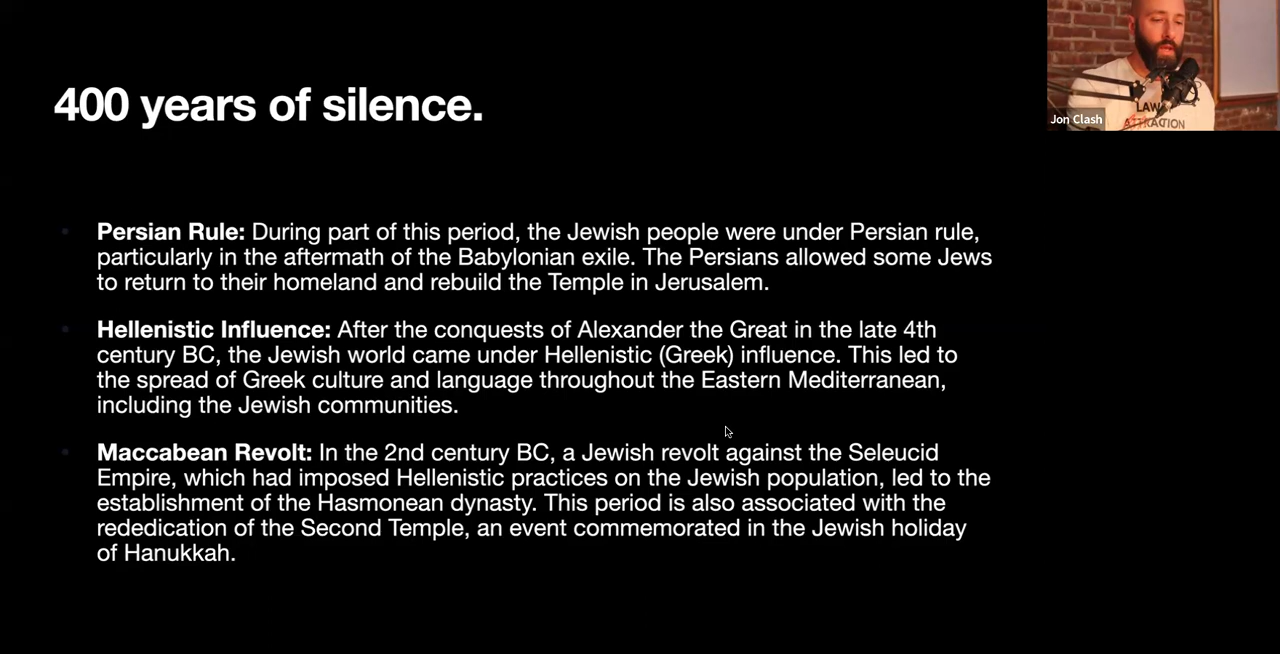 400 years of silence.
Jon Clash
LAW
ATTRACTION
Persian Rule: During part of this period, the Jewish people were under Persian rule,
particularly in the aftermath of the Babylonian exile. The Persians allowed some Jews
to return to their homeland and rebuild the Temple in Jerusalem.
Hellenistic Influence: After the conquests of Alexander the Great in the late 4th
century BC, the Jewish world came under Hellenistic (Greek) influence. This led to
the spread of Greek culture and language throughout the Eastern Mediterranean,
including the Jewish communities.
Maccabean Revolt: In the 2nd century BC, a Jewish revolt against the Seleucid
Empire, which had imposed Hellenistic practices on the Jewish population, led to the
establishment of the Hasmonean dynasty. This period is also associated with the
rededication of the Second Temple, an event commemorated in the Jewish holiday
of Hanukkah.